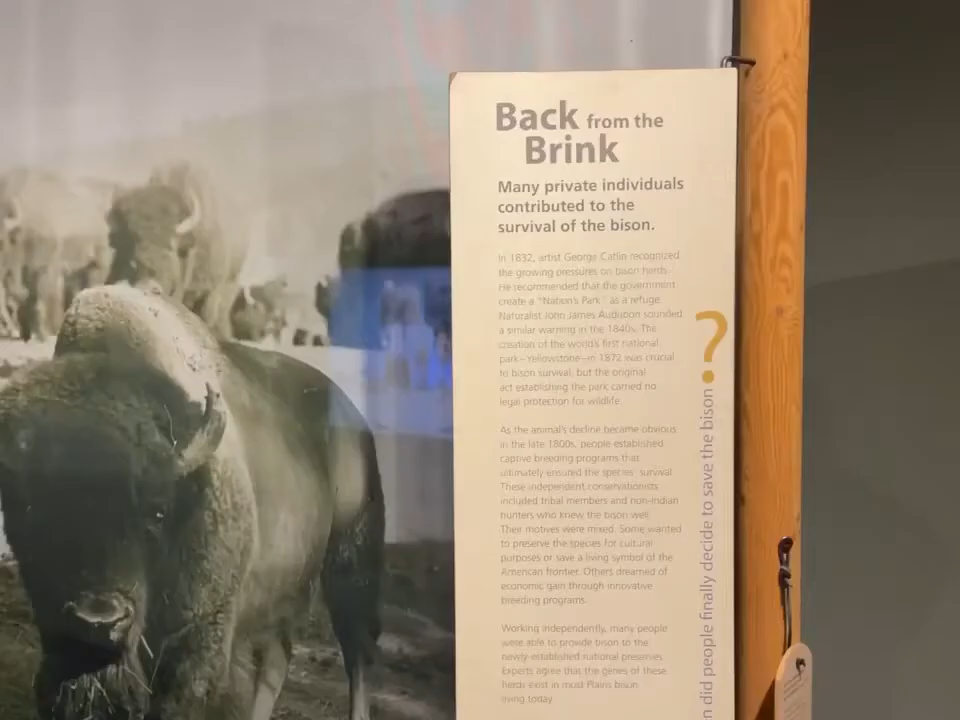 Back from the
Brink
Many private individuals
contributed to the
survival of the bison.
In 1832, artist George Catlin recognized
the growing pressures on bison herds.
He recommended that the government
create a "Nation's Park" as a refuge.
Naturalist John James Audubon sounded
a similar warning in the 1840s. The
creation of the world's first national
park—Yellowstone—in 1872 was crucial
to bison survival, but the original
act establishing the park carried no
legal protection for wildlife.
As the animal's decline became obvious
in the late 1800s, people established
captive breeding programs that
ultimately ensured the species' survival.
These independent conservationists
included tribal members and non-Indian
hunters who knew the bison well.
Their motives were mixed. Some wanted
to preserve the species for cultural
purposes or save a living symbol of the
American frontier. Others dreamed of
economic gain through innovative
breeding programs.
Working independently, many people
were able to provide bison to the
newly-established national preserves.
Experts agree that the genes of these
herds exist in most Plains bison
living today.
n did people finally decide to save the bison ?